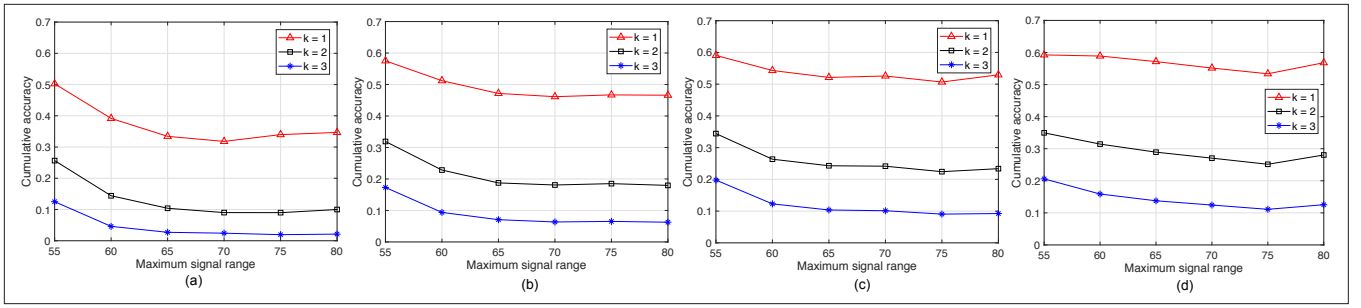 0.7
0.6
0.5
0.4
0.3
0.2
0.1
0
Cumulative accuracy
k = 1
k = 2
k = 3
55 60 65 70 75 80
Maximum signal range
(a)
0.7
0.6
0.5
0.4
0.3
0.2
0.1
0
Cumulative accuracy
k = 1
k = 2
k = 3
55 60 65 70 75 80
Maximum signal range
(b)
0.7
0.6
0.5
0.4
0.3
0.2
0.1
0
Cumulative accuracy
k = 1
k = 2
k = 3
55 60 65 70 75 80
Maximum signal range
(c)
0.7
0.6
0.5
0.4
0.3
0.2
0.1
0
Cumulative accuracy
k = 1
k = 2
k = 3
55 60 65 70 75 80
Maximum signal range
(d)